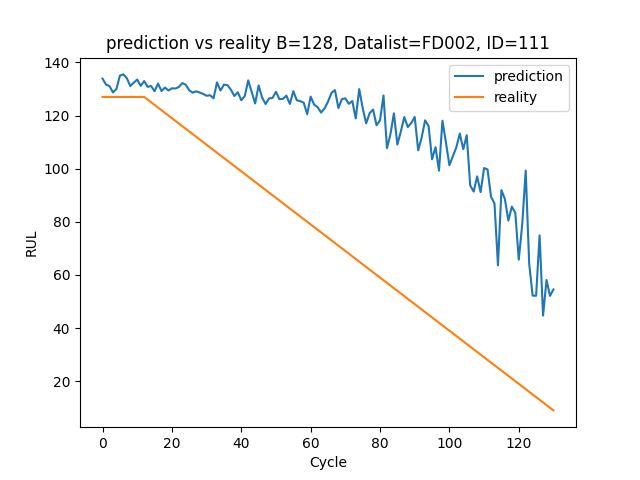 prediction vs reality B=128, Datalist=FD002, ID=111
prediction
reality
RUL
140
120
100
80
60
40
20
0 20 40 60 80 100 120
Cycle